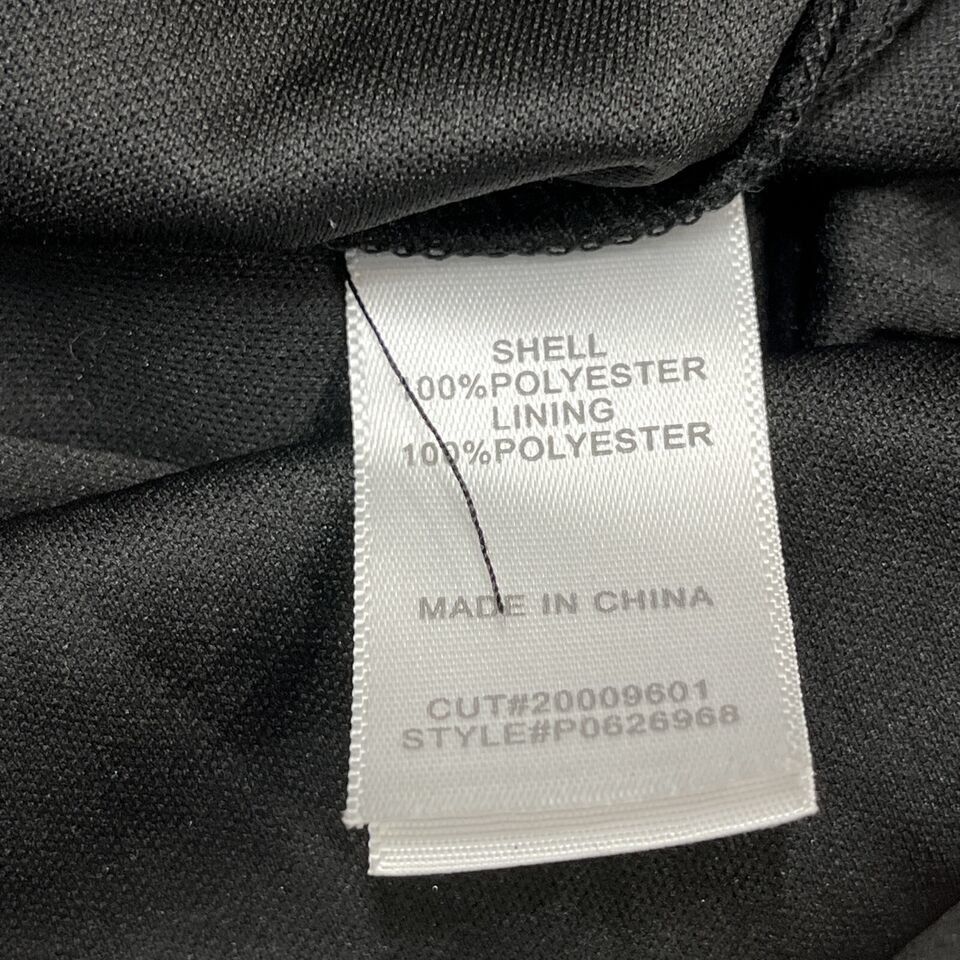 SHELL
100%POLYESTER
LINING
100%POLYESTER
MADE IN CHINA
CUT#20009601
STYLE#P0626968